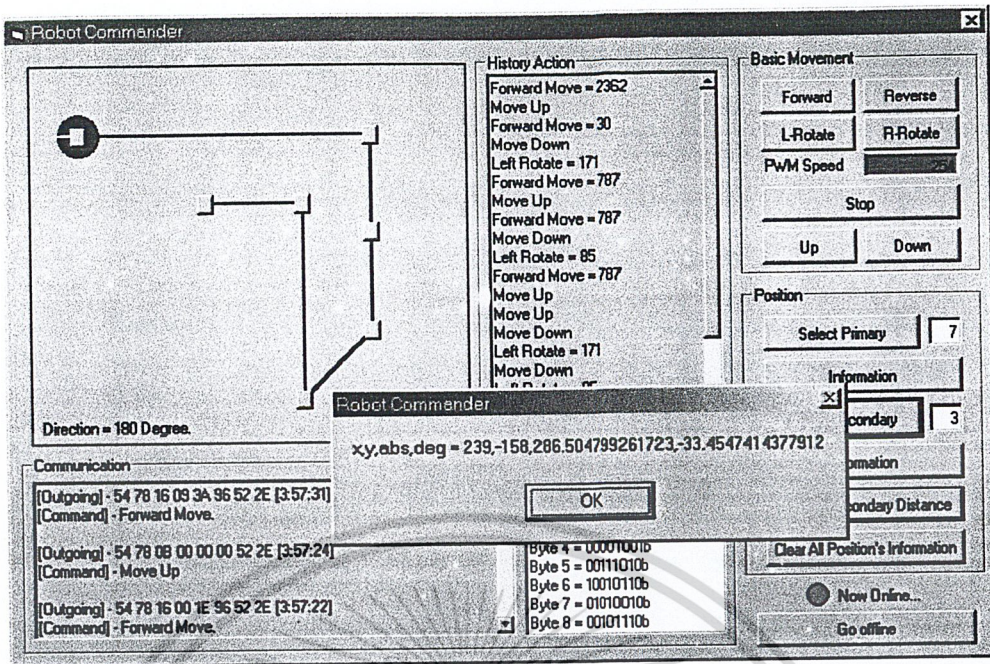 Robot Commander
Direction = 180 Degree.
History Action
Forward Move = 2362
Move Up
Forward Move = 30
Move Down
Left Rotate = 171
Forward Move = 787
Move Up
Forward Move = 787
Move Down
Left Rotate = 85
Forward Move = 787
Move Up
Move Up
Move Down
Left Rotate = 171
Move Down
Basic Movement
Forward
Reverse
L-Rotate
R-Rotate
PWM Speed
Stop
Up
Down
Position
Select Primary
7
Information
condary
3
ormation
condary Distance
Clear All Position's Information
Now Online...
Go offline
Robot Commander
x,y,abs,deg = 239,-158,286.504799261723,-33.4547414377912
OK
Communication
[Outgoing] - 54 78 16 09 3A 96 52 2E [3:57:31]
[Command] - Forward Move.
[Outgoing] - 54 78 0B 00 00 00 52 2E [3:57:24]
[Command] - Move Up
[Outgoing] - 54 78 16 00 1E 96 52 2E [3:57:22]
[Command] - Forward Move.
Byte 4 = 00001001b
Byte 5 = 00111010b
Byte 6 = 10010110b
Byte 7 = 01010010b
Byte 8 = 00101110b